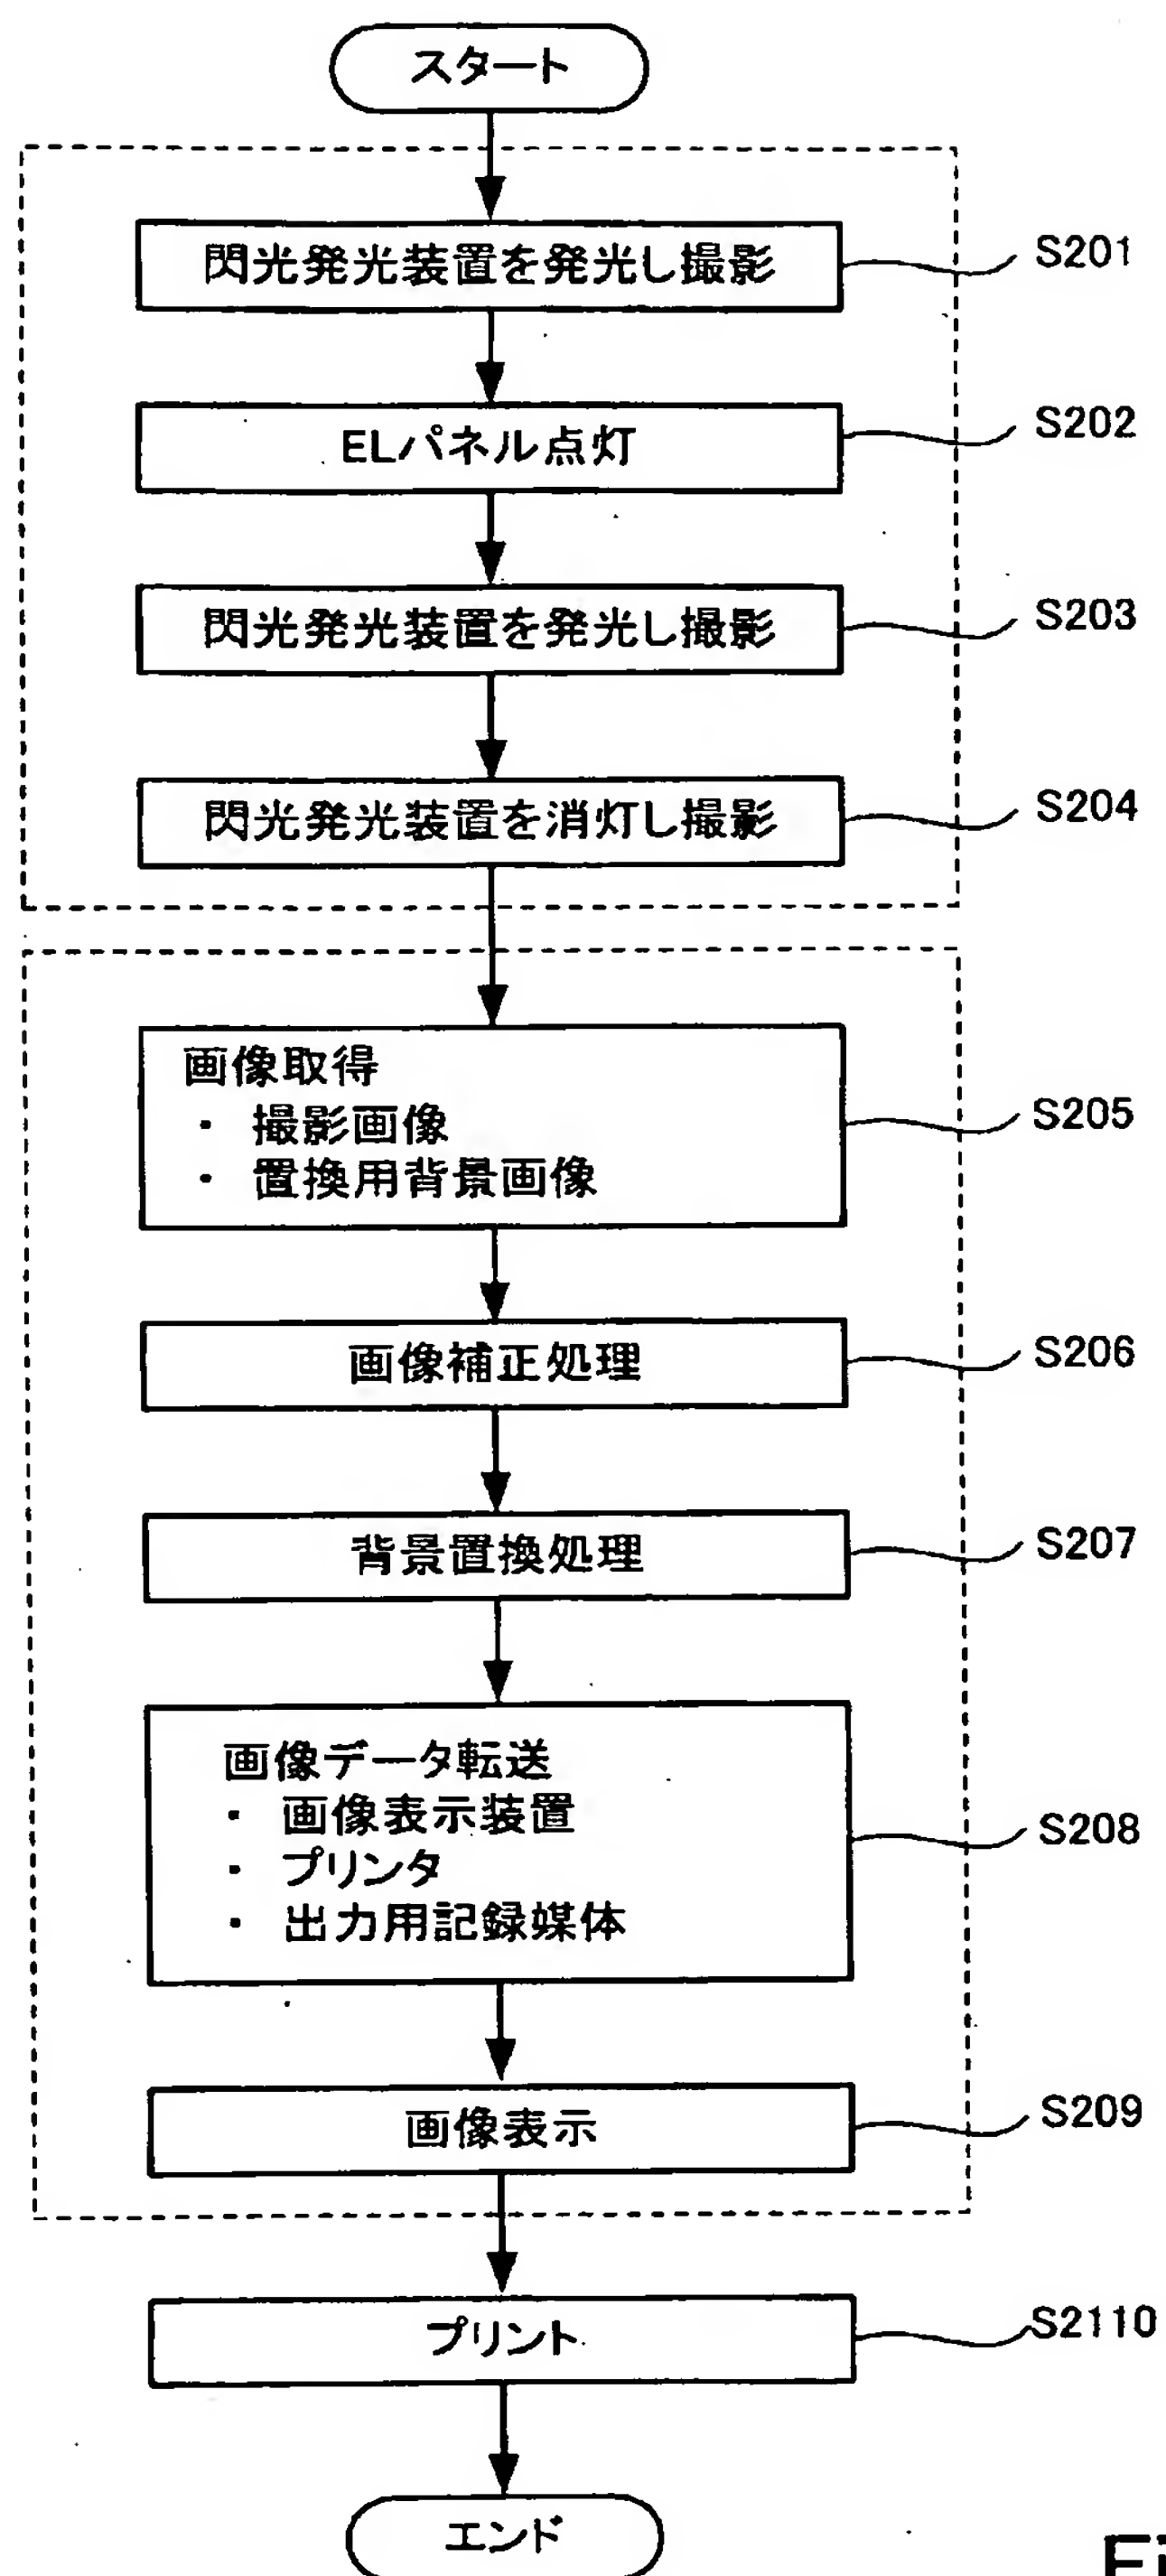 スタート
閃光発光装置を発光し撮影
S201
ELパネル点灯
S202
閃光発光装置を発光し撮影
S203
閃光発光装置を消灯し撮影
S204
画像取得
・ 撮影画像
・ 置換用背景画像
S205
画像補正処理
S206
背景置換処理
S207
画像データ転送
・ 画像表示装置
・ プリンタ
・ 出力用記録媒体
S208
画像表示
S209
プリント
S2110
エンド